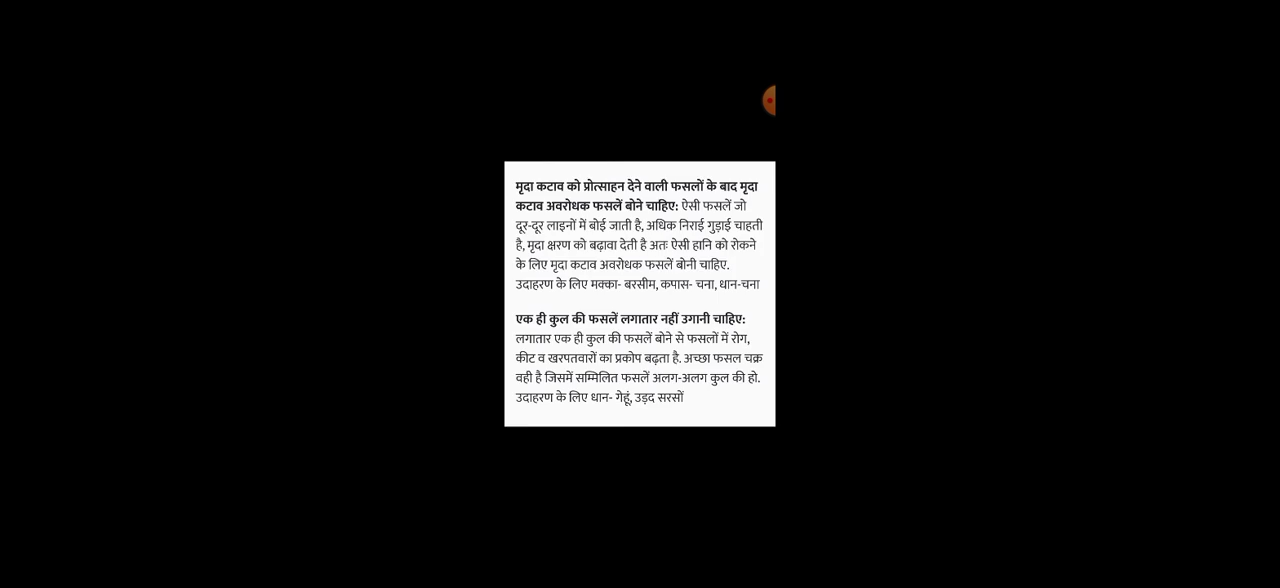 मृदा कटाव को प्रोत्साहन देने वाली फसलों के बाद मृदा
कटाव अवरोधक फसलें बोने चाहिए: ऐसी फसलें जो
दूर-दूर लाइनों में बोई जाती है, अधिक निराई गुड़ाई चाहती
है, मृदा क्षरण को बढ़ावा देती है अतः ऐसी हानि को रोकने
के लिए मृदा कटाव अवरोधक फसलें बोनी चाहिए.
उदाहरण के लिए मक्का- बरसीम, कपास- चना, धान-चना
एक ही कुल की फसलें लगातार नहीं उगानी चाहिए:
लगातार एक ही कुल की फसलें बोने से फसलों में रोग,
कीट व खरपतवारों का प्रकोप बढ़ता है. अच्छा फसल चक्र
वही है जिसमें सम्मिलित फसलें अलग-अलग कुल की हो.
उदाहरण के लिए धान- गेहूं, उड़द सरसों